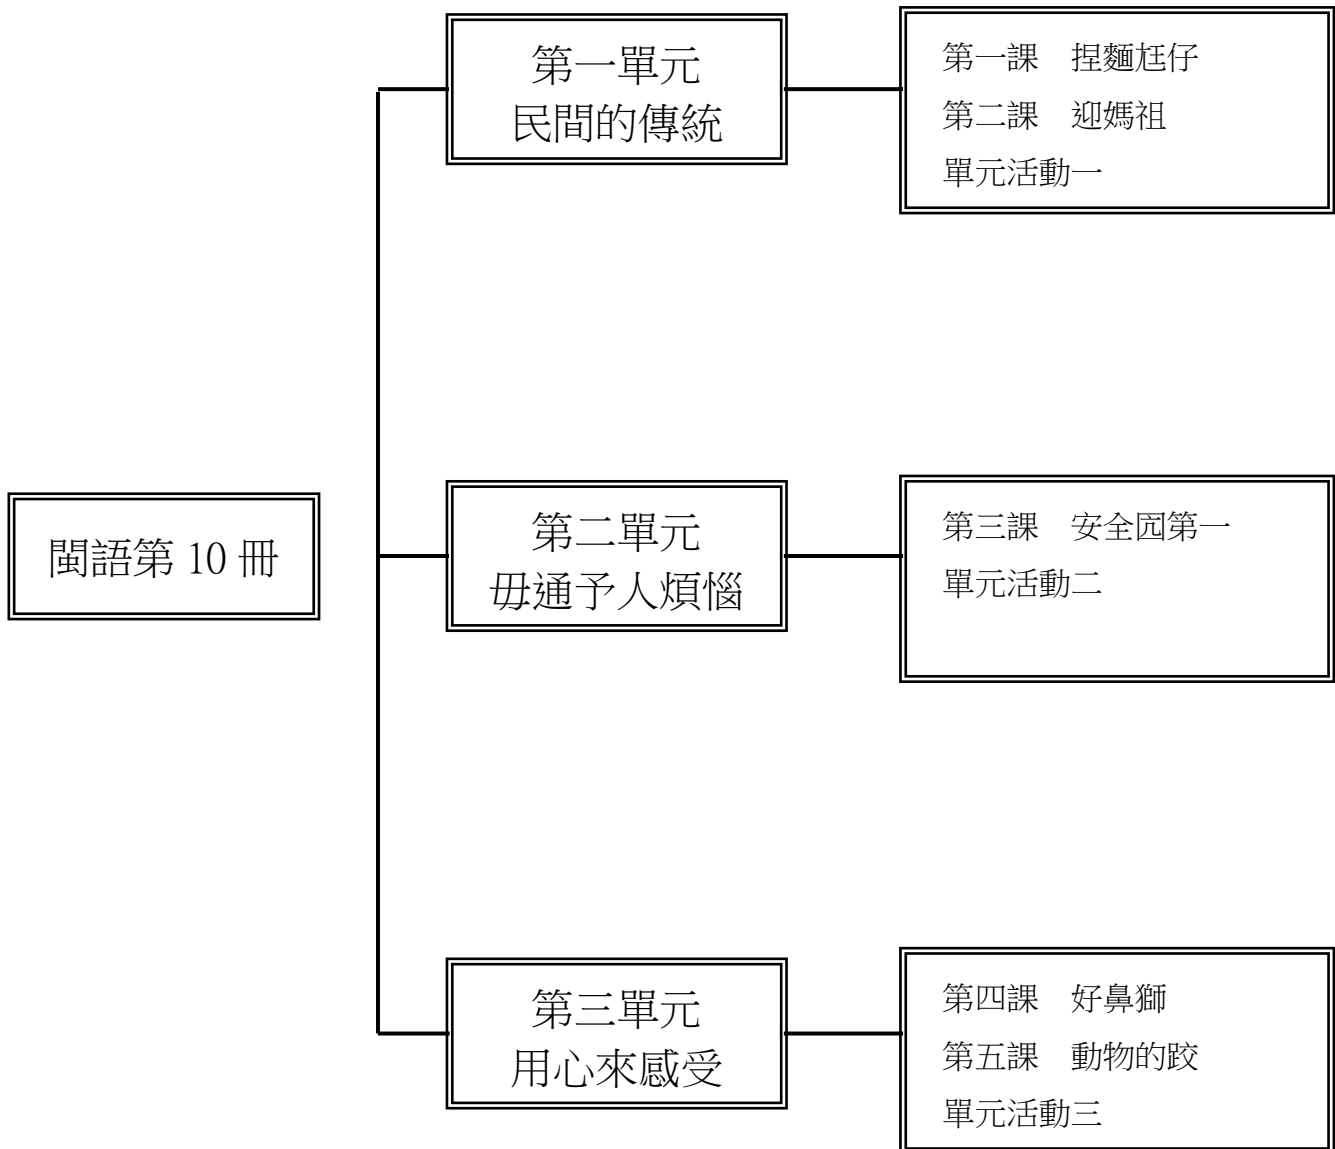 閩語第 10 冊
第一單元
民間的傳統
第一課　捏麵尪仔
第二課　迎媽祖
單元活動一
第二單元
毋通予人煩惱
第三課　安全囥第一
單元活動二
第三單元
用心來感受
第四課　好鼻獅
第五課　動物的跤
單元活動三